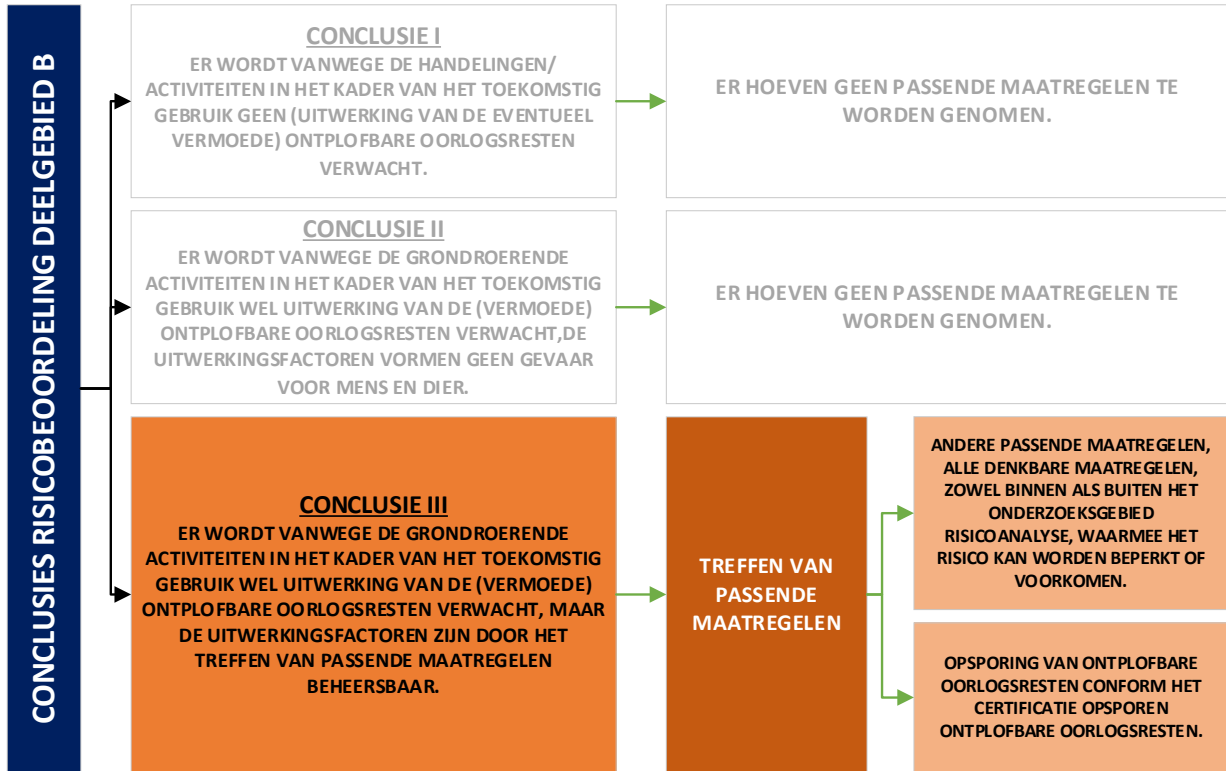 CONCLUSIES RISICOBEOORDELING DEELGEBIED B
CONCLUSIE I
ER WORDT VANWEGE DE HANDELINGEN/
ACTIVITEITEN IN HET KADER VAN HET TOEKOMSTIG
GEBRUIK GEEN (UITWERKING VAN DE EVENTUEEL
VERMOEDE) ONTPLOFBARE OORLOGSRESTEN
VERWACHT.
ER HOEVEN GEEN PASSENDE MAATREGELEN TE
WORDEN GENOMEN.
CONCLUSIE II
ER WORDT VANWEGE DE GRONDROERENDE
ACTIVITEITEN IN HET KADER VAN HET TOEKOMSTIG
GEBRUIK WEL UITWERKING VAN DE (VERMOEDE)
ONTPLOFBARE OORLOGSRESTEN VERWACHT,DE
UITWERKINGSFACTOREN VORMEN GEEN GEVAAR
VOOR MENS EN DIER.
ER HOEVEN GEEN PASSENDE MAATREGELEN TE
WORDEN GENOMEN.
CONCLUSIE III
ER WORDT VANWEGE DE GRONDROERENDE
ACTIVITEITEN IN HET KADER VAN HET TOEKOMSTIG
GEBRUIK WEL UITWERKING VAN DE (VERMOEDE)
ONTPLOFBARE OORLOGSRESTEN VERWACHT, MAAR
DE UITWERKINGSFACTOREN ZIJN DOOR HET
TREFFEN VAN PASSENDE MAATREGELEN
BEHEERSBAAR.
TREFFEN VAN
PASSENDE
MAATREGELEN
ANDERE PASSENDE MAATREGELEN,
ALLE DENKBARE MAATREGELEN,
ZOWEL BINNEN ALS BUITEN HET
ONDERZOEKSGEBIED
RISICOANALYSE, WAARMEE HET
RISICO KAN WORDEN BEPERKT OF
VOORKOMEN.
OPSPORING VAN ONTPLOFBARE
OORLOGSRESTEN CONFORM HET
CERTIFICATIE OPSPOREN
ONTPLOFBARE OORLOGSRESTEN.